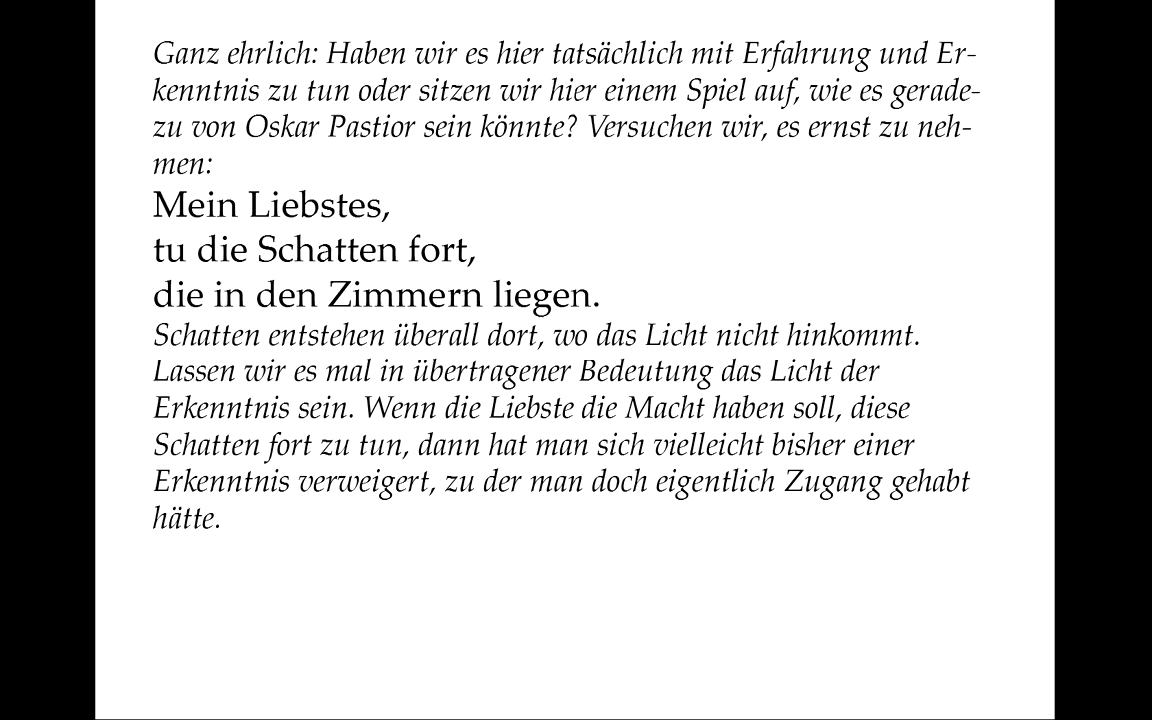 Ganz ehrlich: Haben wir es hier tatsächlich mit Erfahrung und Er-
kenntnis zu tun oder sitzen wir hier einem Spiel auf, wie es gerade-
zu von Oskar Pastior sein könnte? Versuchen wir, es ernst zu neh-
men:
Mein Liebstes,
tu die Schatten fort,
die in den Zimmern liegen.
Schatten entstehen überall dort, wo das Licht nicht hinkommt.
Lassen wir es mal in übertragener Bedeutung das Licht der
Erkenntnis sein. Wenn die Liebste die Macht haben soll, diese
Schatten fort zu tun, dann hat man sich vielleicht bisher einer
Erkenntnis verweigert, zu der man doch eigentlich Zugang gehabt
hätte.